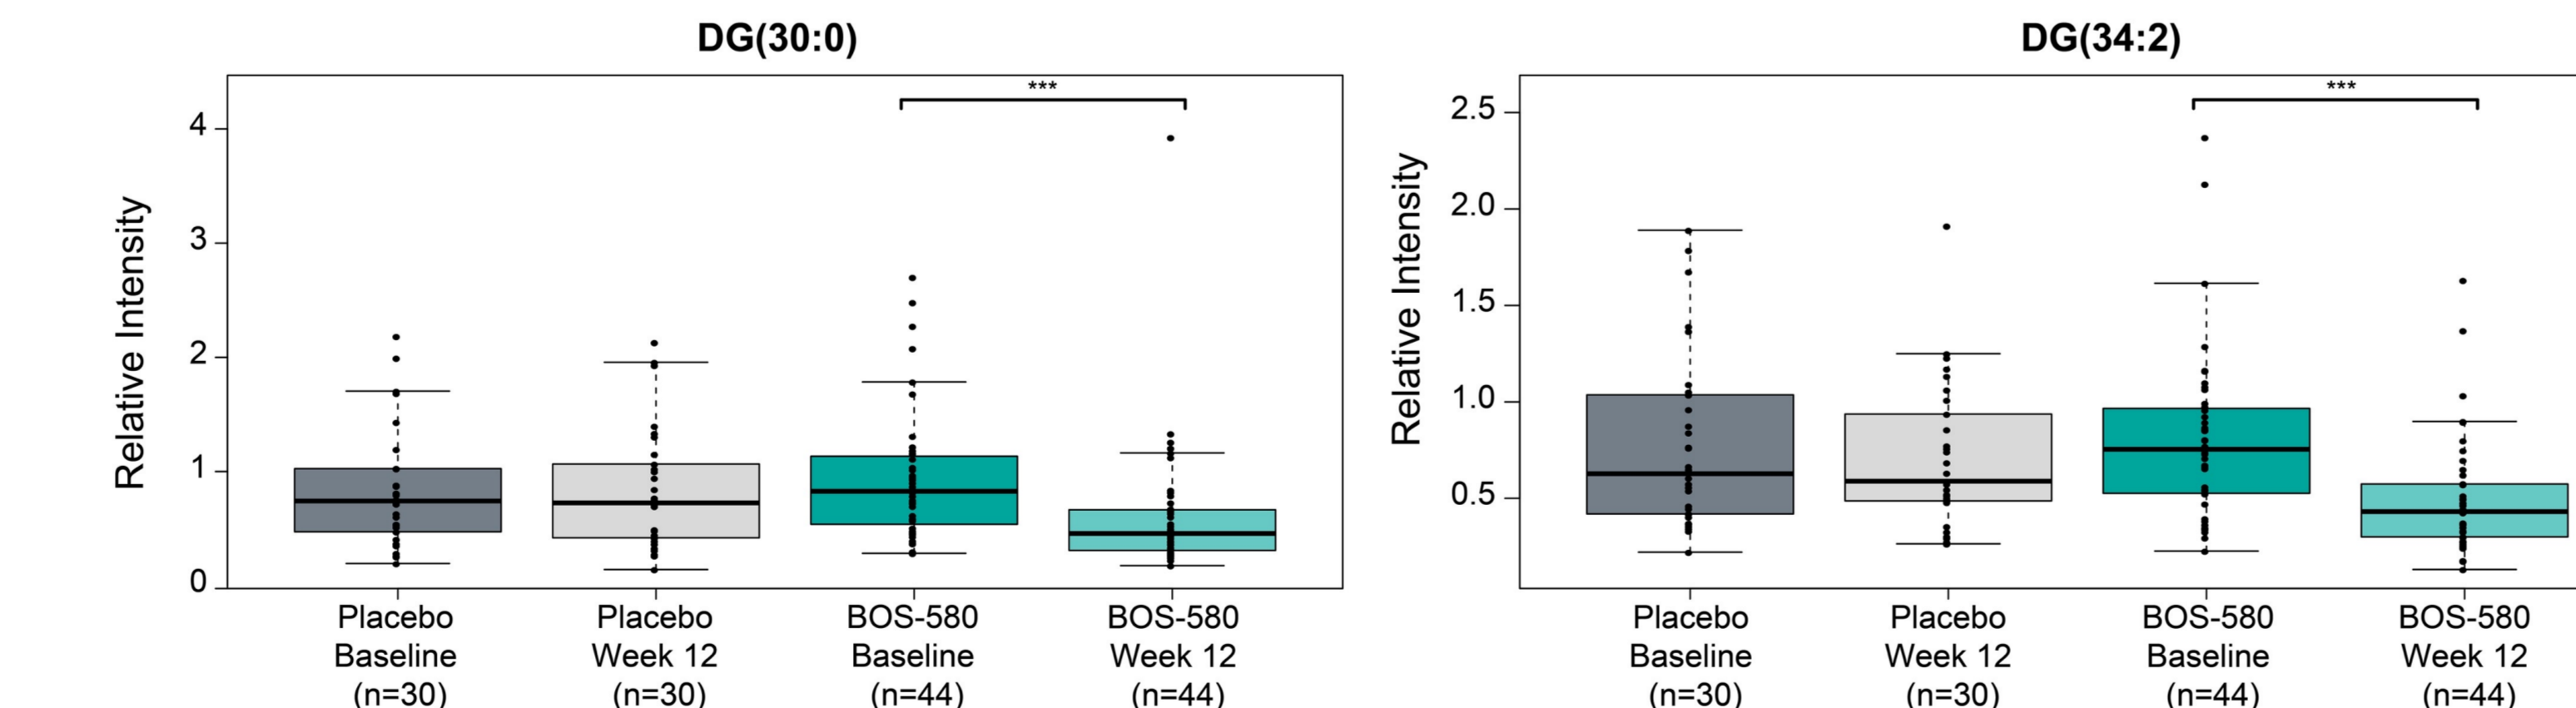 DG(30:0)
***
Relative Intensity
4
3
2
1
0
Placebo
Baseline
(n=30)
Placebo
Week 12
(n=30)
BOS-580
Baseline
(n=44)
BOS-580
Week 12
(n=44)
DG(34:2)
***
Relative Intensity
2.5
2.0
1.5
1.0
0.5
Placebo
Baseline
(n=30)
Placebo
Week 12
(n=30)
BOS-580
Baseline
(n=44)
BOS-580
Week 12
(n=44)